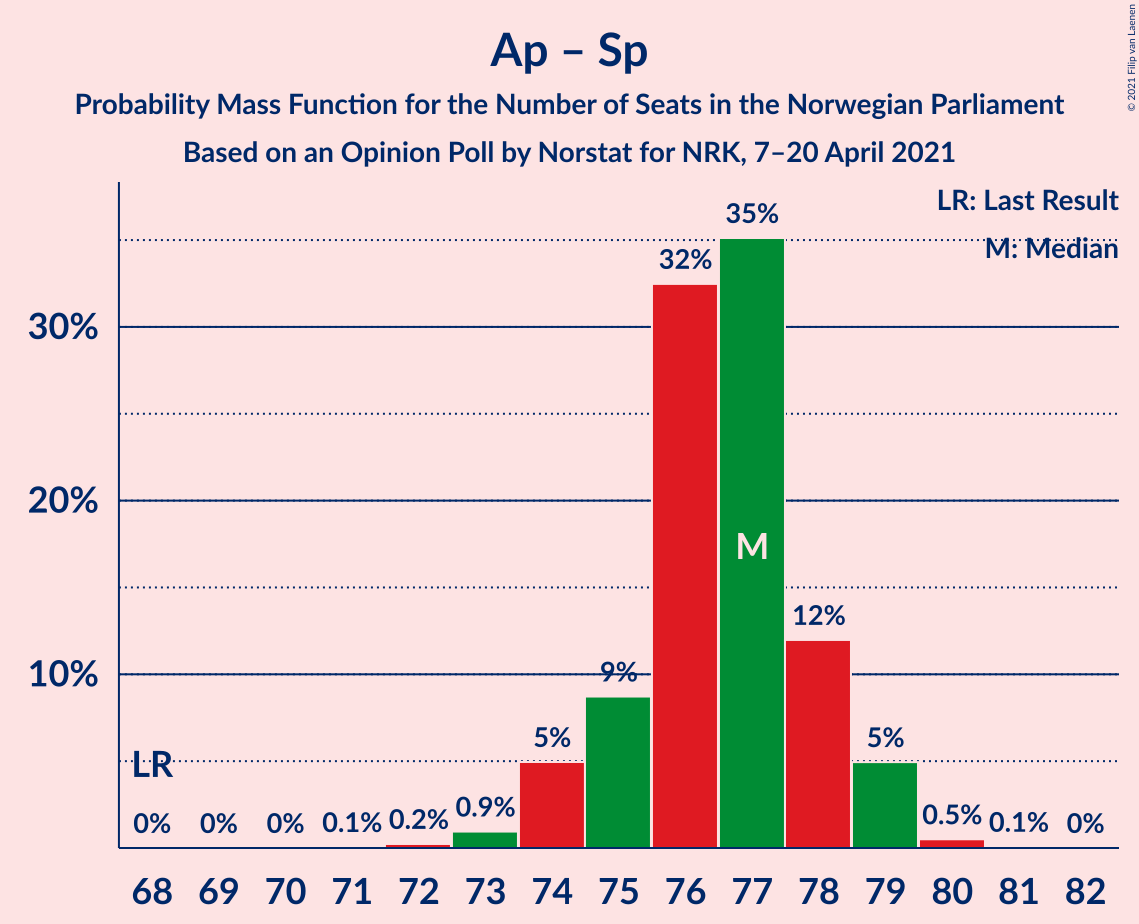 © 2021 Filip van Laenen
Ap – Sp
Probability Mass Function for the Number of Seats in the Norwegian Parliament
Based on an Opinion Poll by Norstat for NRK, 7–20 April 2021
LR: Last Result
M: Median
35%
32%
30%
20%
M
12%
10%
9%
5%
5%
LR
0%
0%
0%
0.1%
0.2%
0.9%
0.5%
0.1%
0%
68 69 70 71 72 73 74 75 76 77 78 79 80 81 82